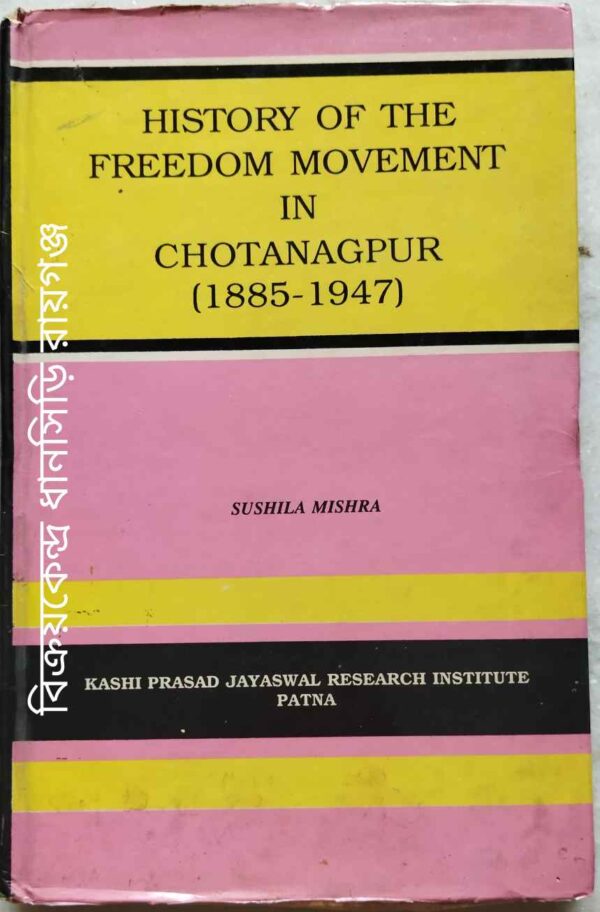 HISTORY OF THE
FREEDOM MOVEMENT
IN
CHOTANAGPUR
(1885-1947)
SUSHILA MISHRA
KASHI PRASAD JAYASWAL RESEARCH INSTITUTE
PATNA
বিক্রয়কেন্দ্র ধানসিড়ি রায়গঞ্জ